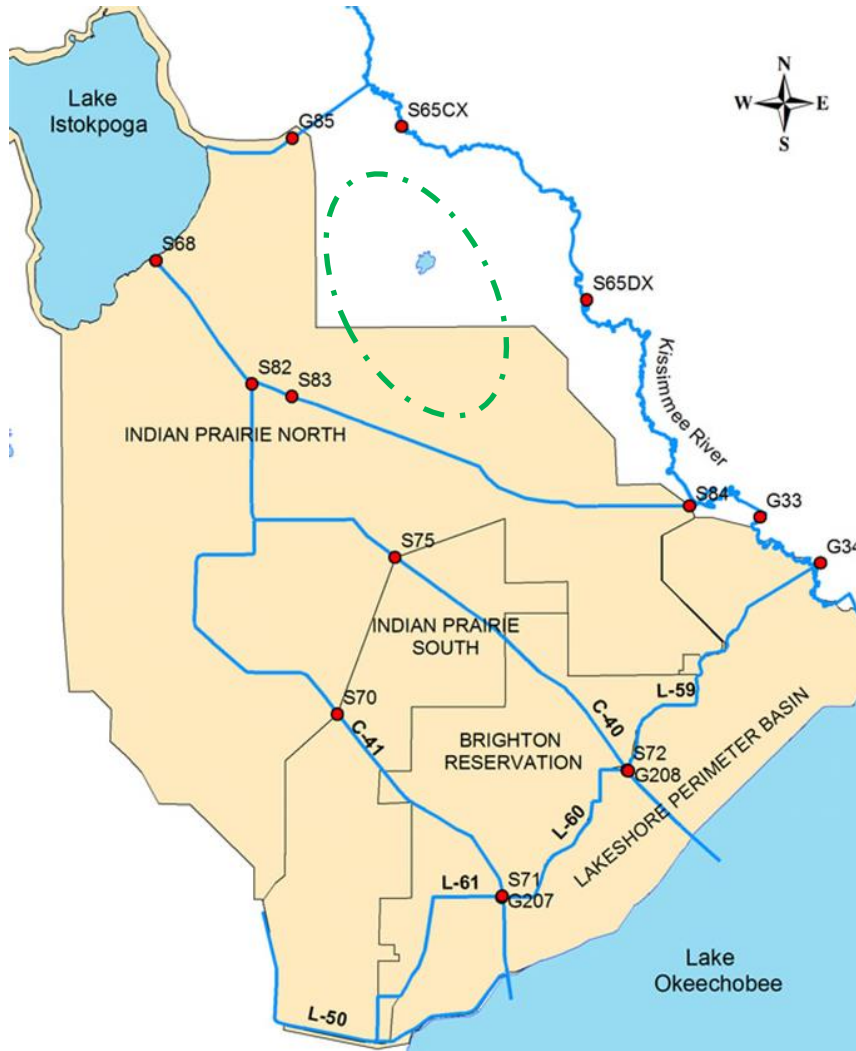 N
W E
S
Lake
Istokpoga
G85
S65CX
S68
S65DX
S82
S83
Kissimmee River
INDIAN PRAIRIE NORTH
S84
G33
S75
G34
INDIAN PRAIRIE
SOUTH
L-59
S70
C-41
C-40
BRIGHTON
RESERVATION
S72
G208
L-60
LAKESHORE PERIMETER BASIN
L-61
S71
G207
Lake
Okeechobee
L-50